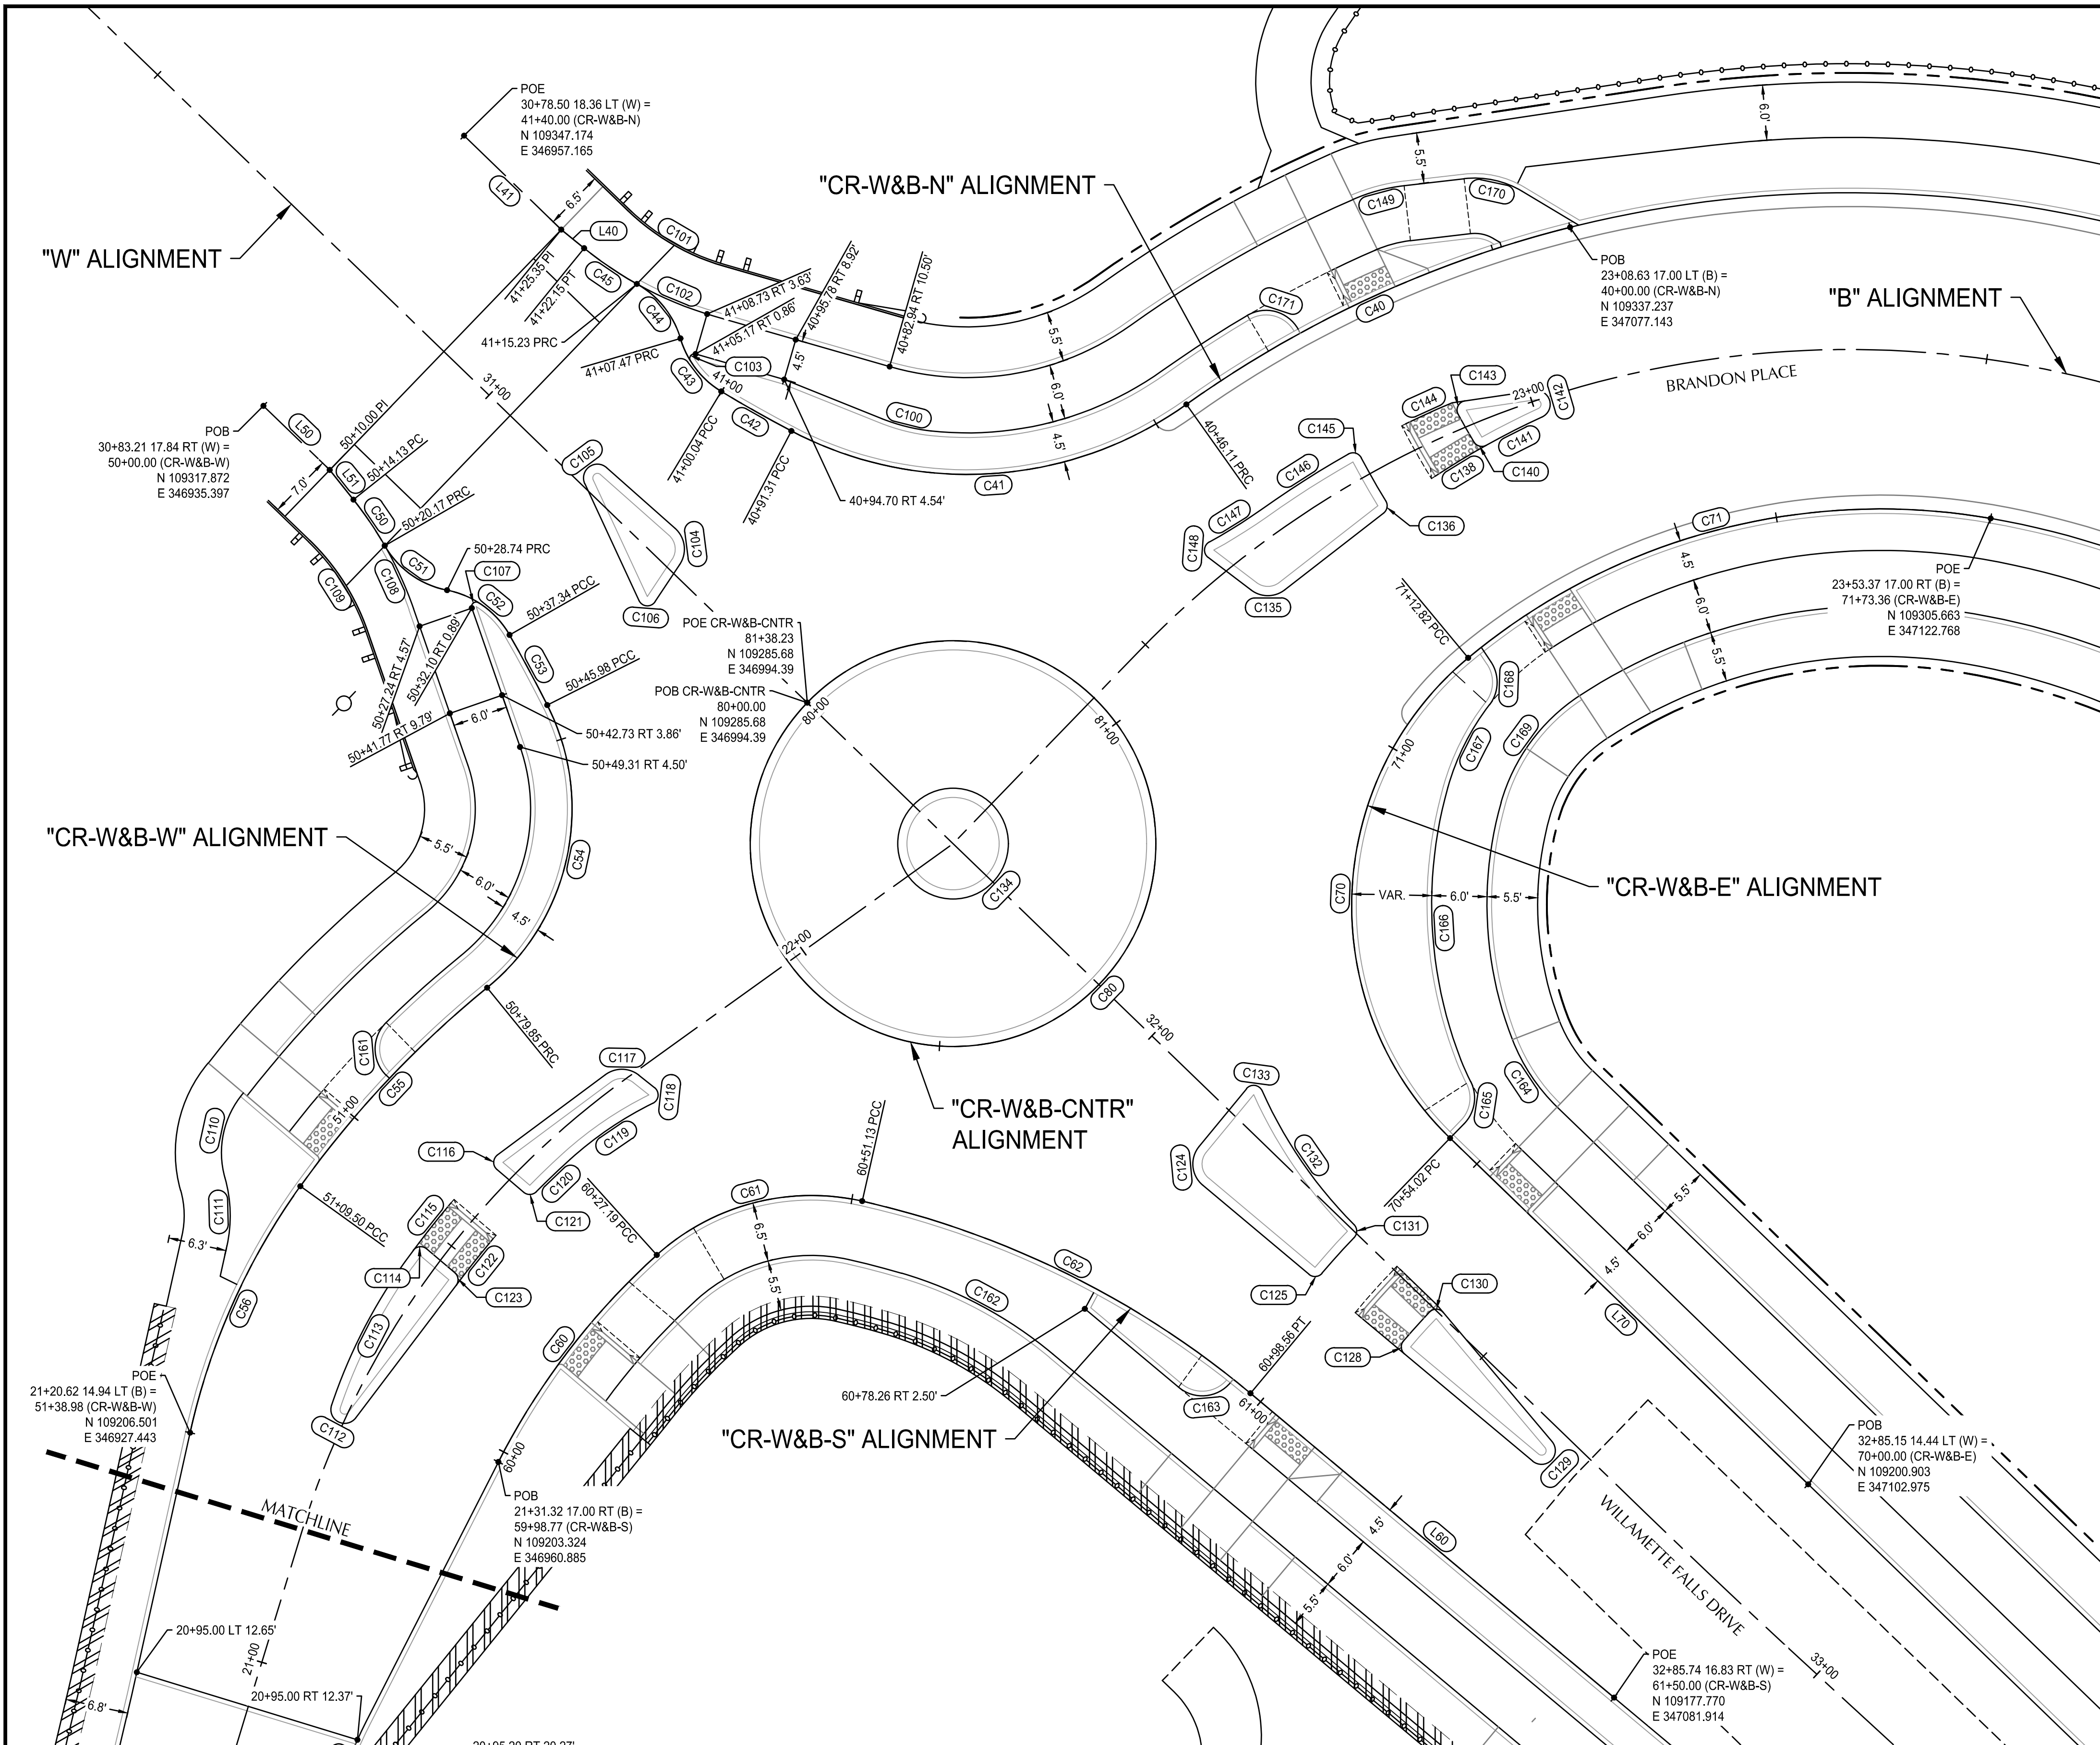 POE
30+78.50 18.36 LT (W) =
41+40.00 (CR-W&B-N)
N 109347.174
E 346957.165
"CR-W&B-N" ALIGNMENT
"W" ALIGNMENT
"B" ALIGNMENT
POB
23+08.63 17.00 LT (B) =
40+00.00 (CR-W&B-N)
N 109337.237
E 347077.143
BRANDON PLACE
6.0'
5.5'
C149
C170
L41
6.5'
L40
C101
C45
C102
41+25.35 PI
41+22.15 PT
41+15.23 PRC
C44
41+08.73 RT 3.63'
41+05.17 RT 0.86'
40+95.78 RT 8.92'
40+82.94 RT 10.50'
41+07.47 PRC
C43
41+00
C103
4.5'
C100
C42
41+00.04 PCC
40+91.31 PCC
40+94.70 RT 4.54'
5.5'
6.0'
4.5'
C41
C171
C40
40+46.11 PRC
C143
23+00
C142
C144
C141
C140
C138
C145
C146
C147
C136
C148
C135
31+00
POB
30+83.21 17.84 RT (W) =
50+00.00 (CR-W&B-W)
N 109317.872
E 346935.397
L50
50+10.00 PI
50+14.13 PC
7.0'
L51
C50
50+20.17 PRC
C51
50+28.74 PRC
C107
C52
50+37.34 PCC
C108
C109
C53
50+45.98 PCC
50+27.24 RT 4.57'
50+32.10 RT 0.89'
50+41.77 RT 9.79'
6.0'
50+42.73 RT 3.86'
50+49.31 RT 4.50'
C105
C104
C106
POE CR-W&B-CNTR
81+38.23
N 109285.68
E 346994.39
POB CR-W&B-CNTR
80+00.00
N 109285.68
E 346994.39
80+00
81+00
C134
22+00
C80
32+00
"CR-W&B-CNTR"
ALIGNMENT
C71
4.5'
6.0'
5.5'
POE
23+53.37 17.00 RT (B) =
71+73.36 (CR-W&B-E)
N 109305.663
E 347122.768
71+12.82 PCC
C168
C167
C169
71+00
C70
VAR.
6.0'
5.5'
C166
"CR-W&B-E" ALIGNMENT
C164
C165
70+54.02 PC
5.5'
6.0'
4.5'
L70
"CR-W&B-W" ALIGNMENT
5.5'
6.0'
4.5'
C54
50+79.85 PRC
C161
C55
51+00
C110
C111
6.3'
51+09.50 PCC
C56
C117
C118
C116
C119
C120
C121
C115
C122
C114
C123
C113
C112
60+27.19 PCC
C61
60+51.13 PCC
6.5'
5.5'
C60
C62
C162
60+78.26 RT 2.50'
C163
60+98.56 PT
61+00
"CR-W&B-S" ALIGNMENT
C133
C132
C124
C131
C125
C130
C128
C129
POE
21+20.62 14.94 LT (B) =
51+38.98 (CR-W&B-W)
N 109206.501
E 346927.443
MATCHLINE
60+00
POB
21+31.32 17.00 RT (B) =
59+98.77 (CR-W&B-S)
N 109203.324
E 346960.885
20+95.00 LT 12.65'
21+00
20+95.00 RT 12.37'
6.8'
4.5'
6.0'
5.5'
L60
WILLAMETTE FALLS DRIVE
33+00
POB
32+85.15 14.44 LT (W) =
70+00.00 (CR-W&B-E)
N 109200.903
E 347102.975
POE
32+85.74 16.83 RT (W) =
61+50.00 (CR-W&B-S)
N 109177.770
E 347081.914